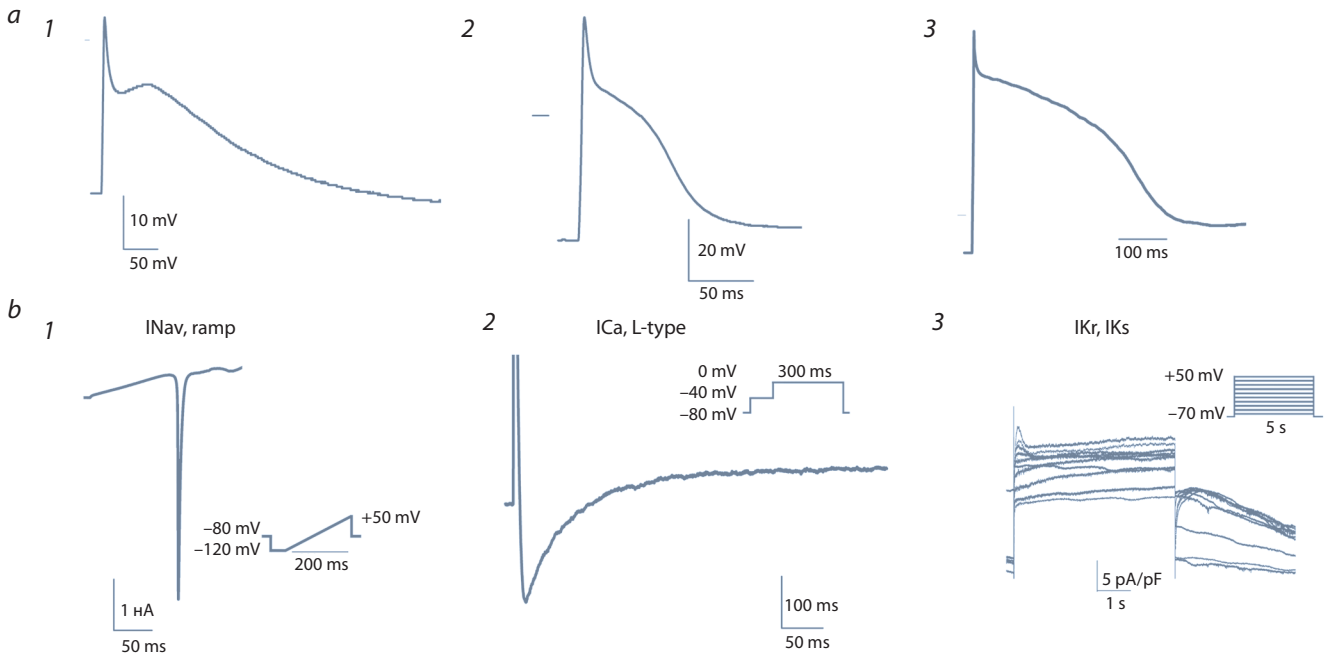 a
1
2
3
10 mV
50 mV
20 mV
50 ms
100 ms
b
1
INav, ramp
2
ICa, L-type
3
IKr, IKs
–80 mV
–120 mV
+50 mV
200 ms
1 нА
50 ms
0 mV
–40 mV
–80 mV
300 ms
100 ms
50 ms
+50 mV
–70 mV
5 s
5 pA/pF
1 s